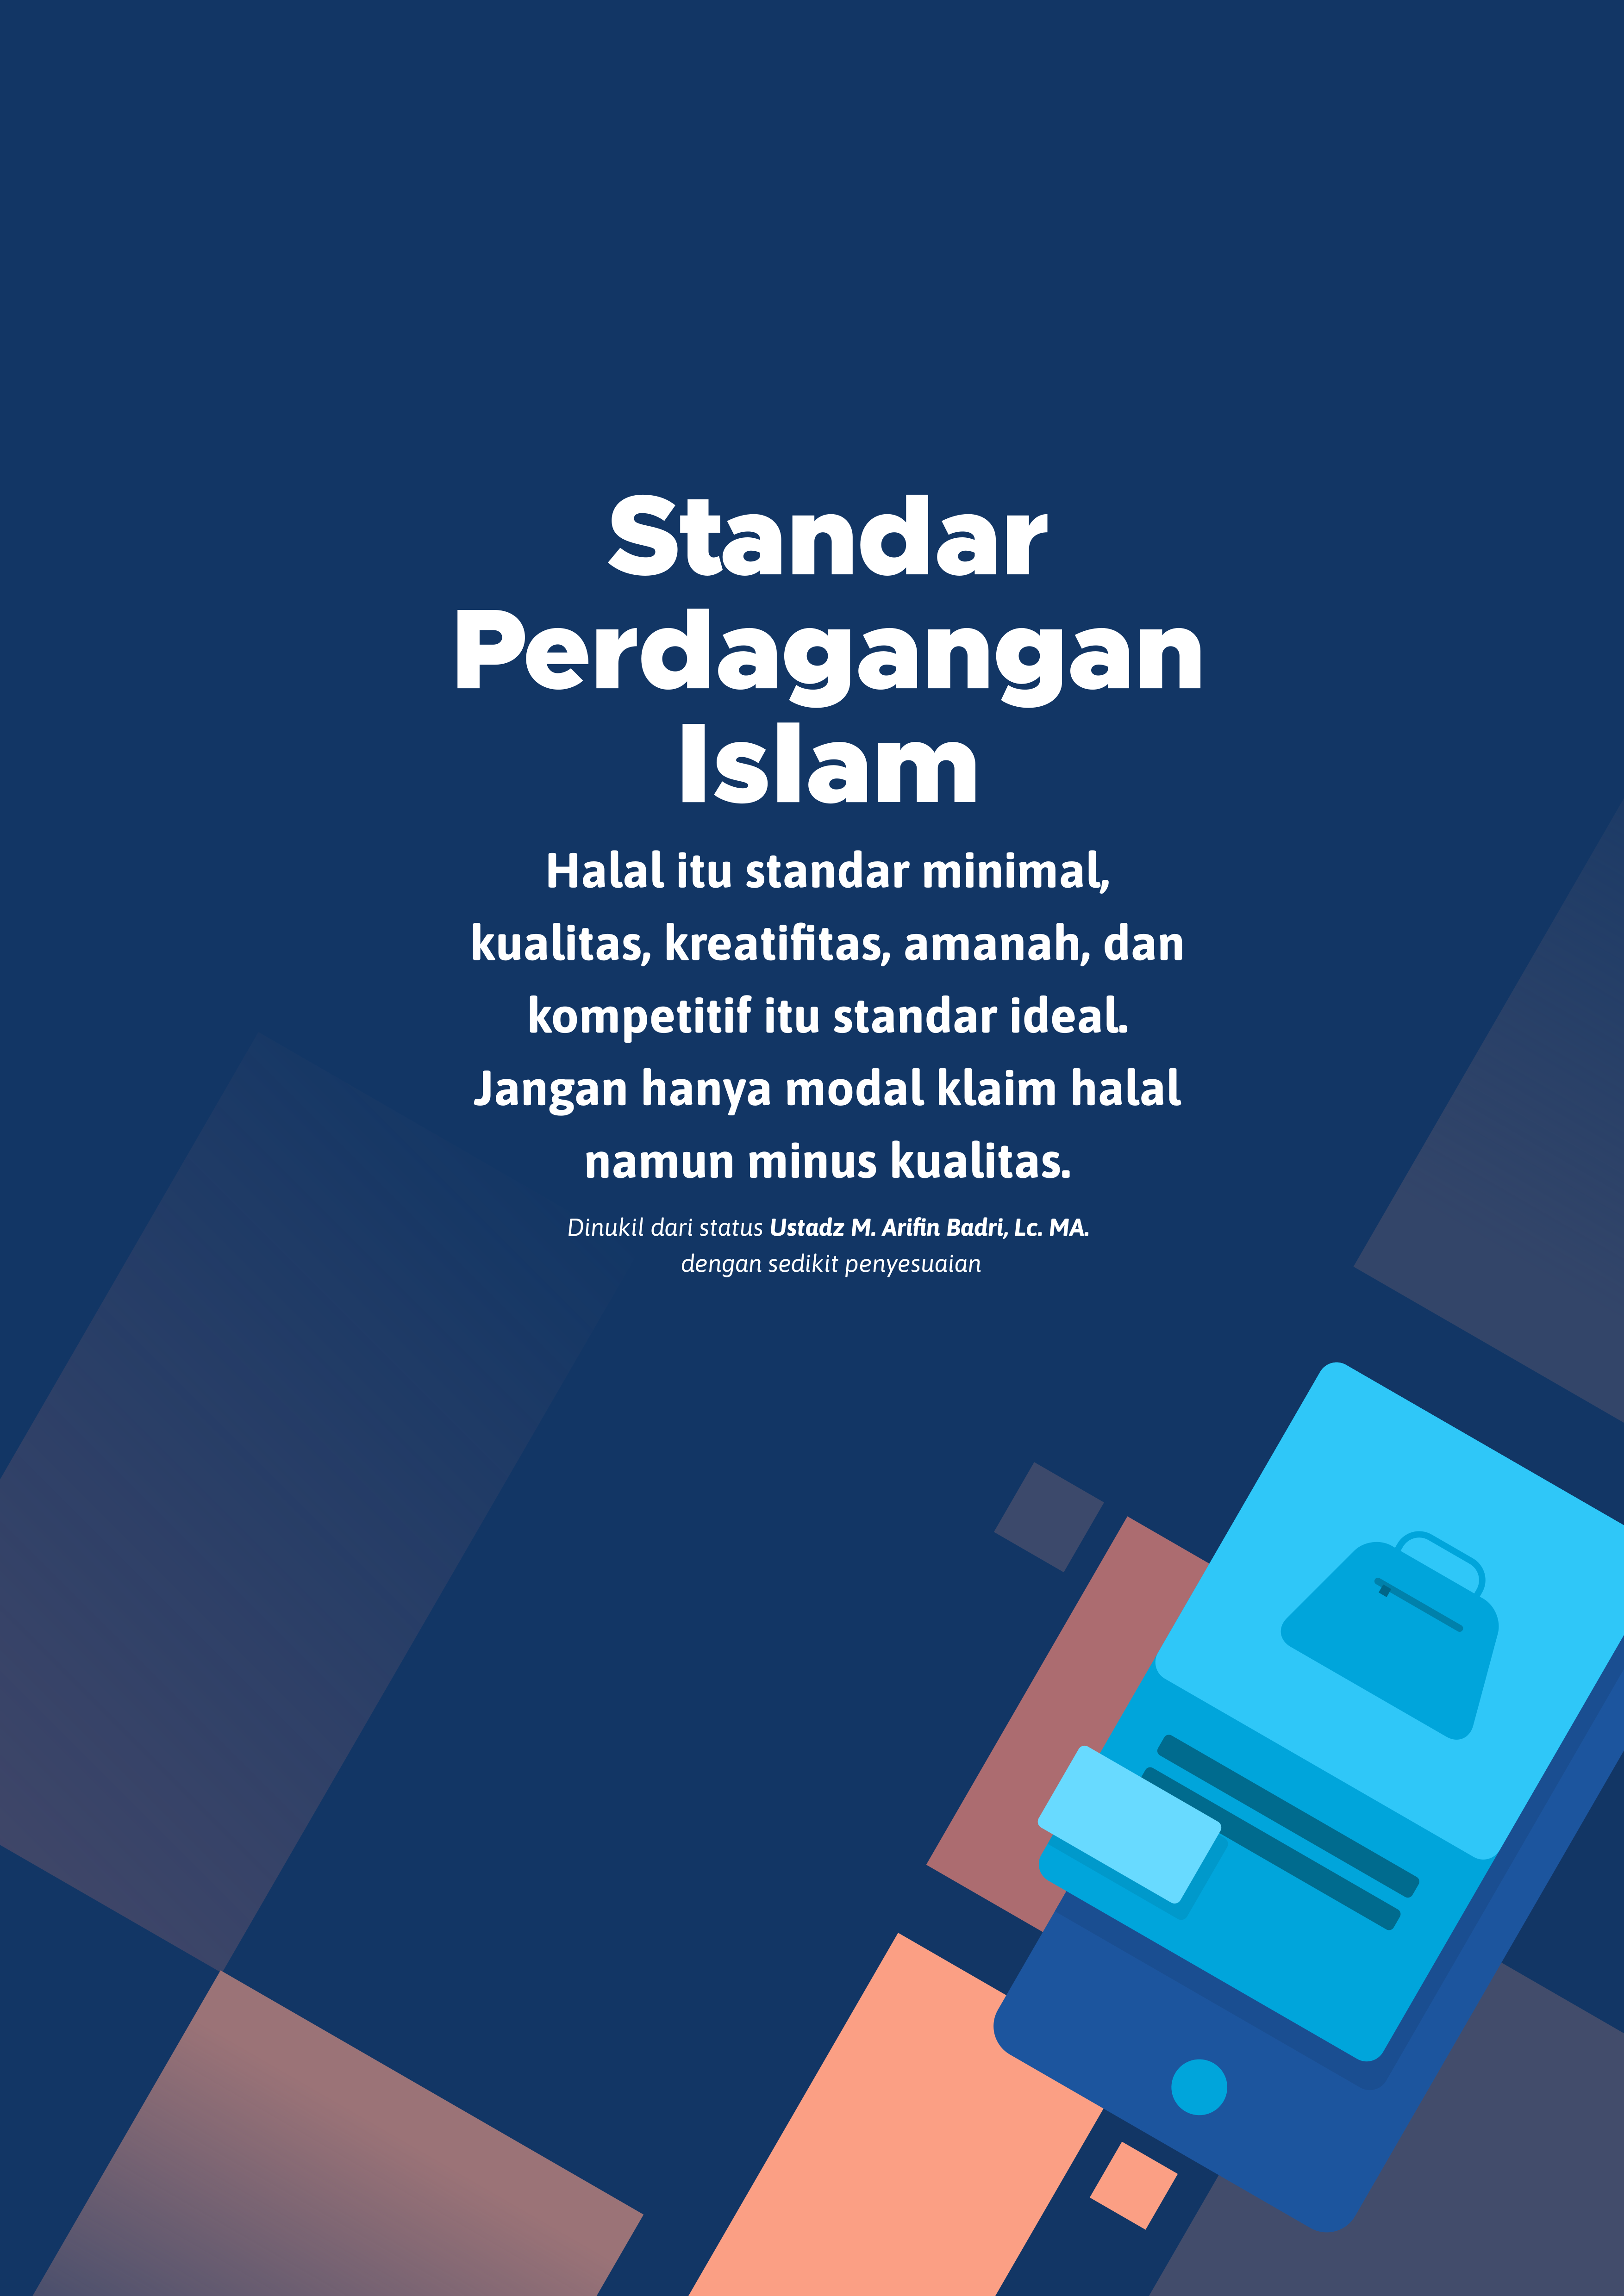 Standar
Perdagangan
Islam
Halal itu standar minimal,
kualitas, kreatifitas, amanah, dan
kompetitif itu standar ideal.
Jangan hanya modal klaim halal
namun minus kualitas.
Dinukil dari status Ustadz M. Arifin Badri, Lc. MA.
dengan sedikit penyesuaian